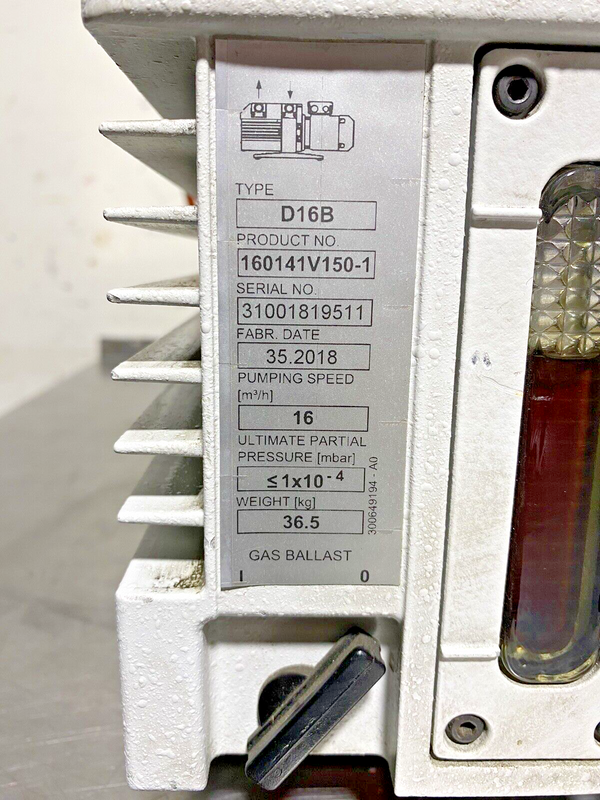 TYPE
D16B
PRODUCT NO.
160141V150-1
SERIAL NO.
31001819511
FABR. DATE
35.2018
PUMPING SPEED
[m³/h]
16
ULTIMATE PARTIAL
PRESSURE [mbar]
≤1x10⁻⁴
WEIGHT [kg]
36.5
300649194 - A0
GAS BALLAST
I 0